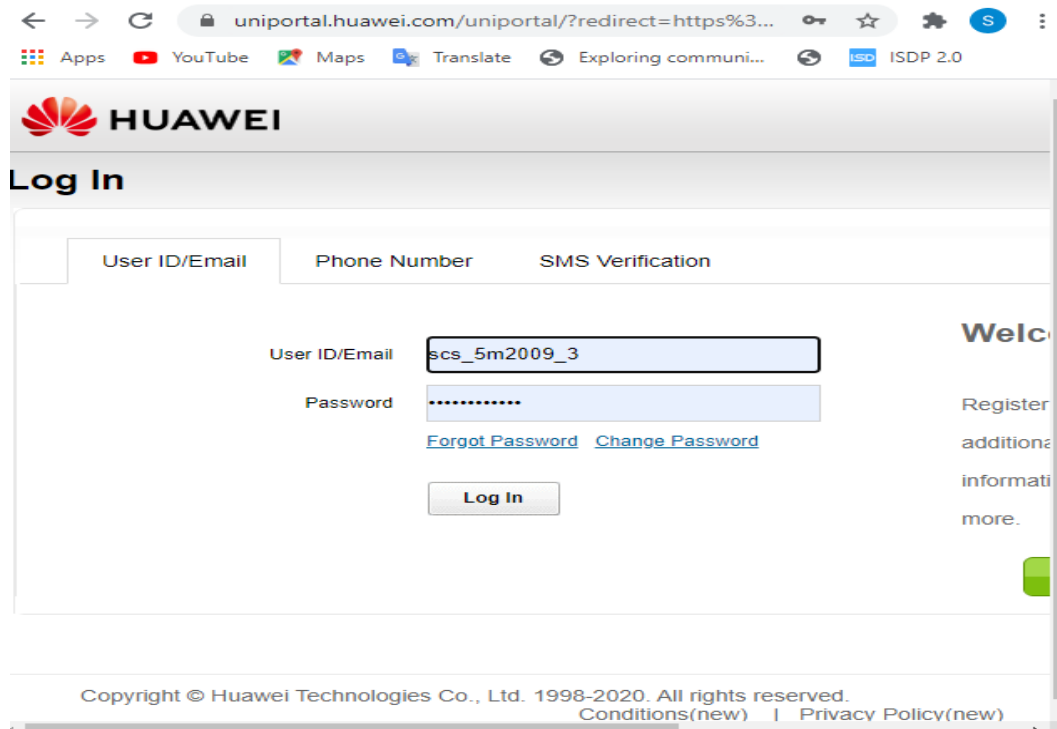 uniportal.huawei.com/uniportal/?redirect=https%3...
S
Apps YouTube Maps Translate Exploring communi... ISD ISDP 2.0
HUAWEI
Log In
User ID/Email Phone Number SMS Verification
Welc
User ID/Email scs_5m2009_3
Password ••••••••••••
Register
Forgot Password Change Password
additiona
informati
Log In
more.
Copyright © Huawei Technologies Co., Ltd. 1998-2020. All rights reserved.
Conditions(new) | Privacy Policy(new)